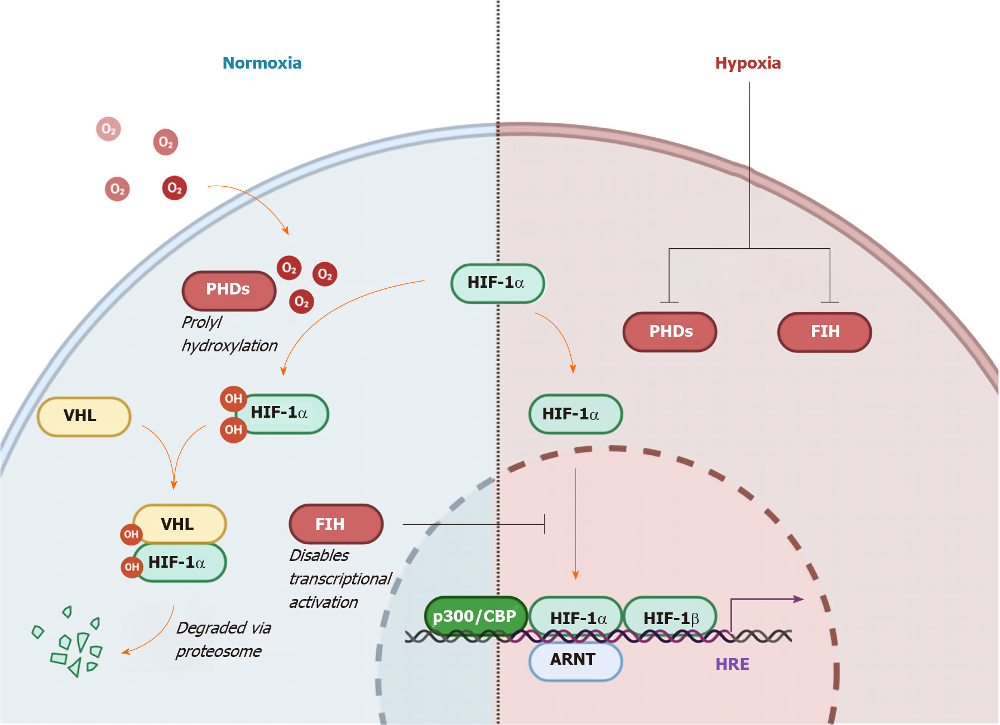 Normoxia
Hypoxia
O₂
O₂
O₂
O₂
O₂
O₂
O₂
PHDs
Prolyl
hydroxylation
HIF-1α
PHDs
FIH
VHL
OH
OH
HIF-1α
HIF-1α
VHL
OH
HIF-1α
OH
FIH
Disables
transcriptional
activation
Degraded via
proteosome
p300/CBP
HIF-1α
HIF-1β
ARNT
HRE